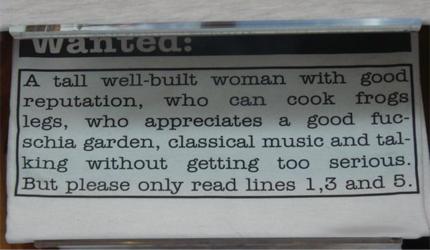 Wanted:
A tall well-built woman with good
reputation, who can cook frogs
legs, who appreciates a good fuc-
schia garden, classical music and tal-
king without getting too serious.
But please only read lines 1,3 and 5.